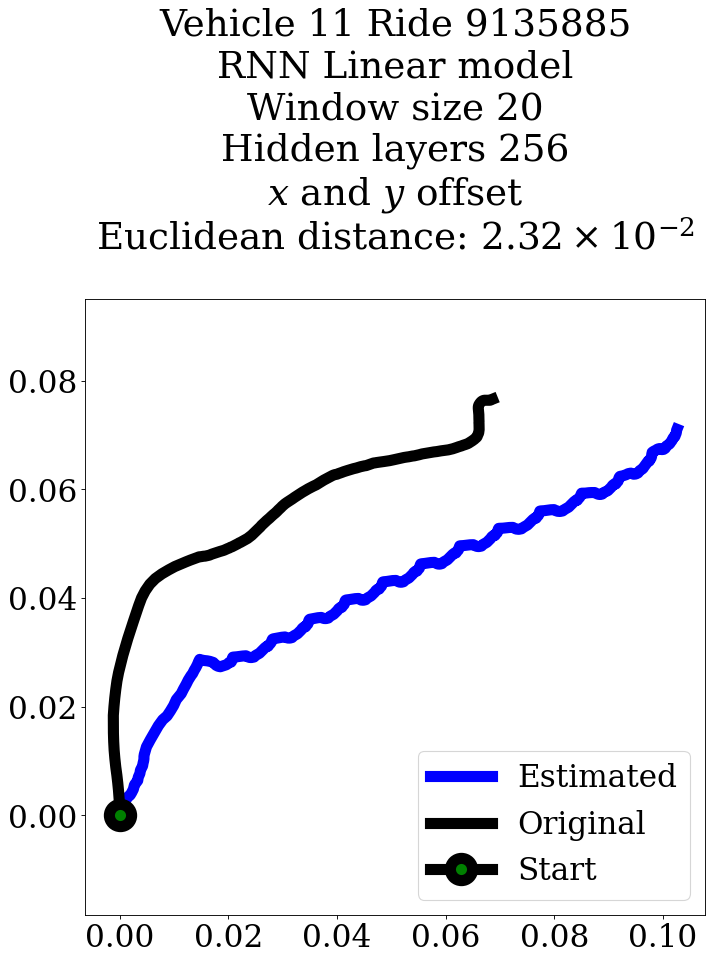 Vehicle 11 Ride 9135885
RNN Linear model
Window size 20
Hidden layers 256
x and y offset
Euclidean distance: 2.32 × 10⁻²
0.08
0.06
0.04
0.02
0.00
Estimated
Original
Start
0.00 0.02 0.04 0.06 0.08 0.10